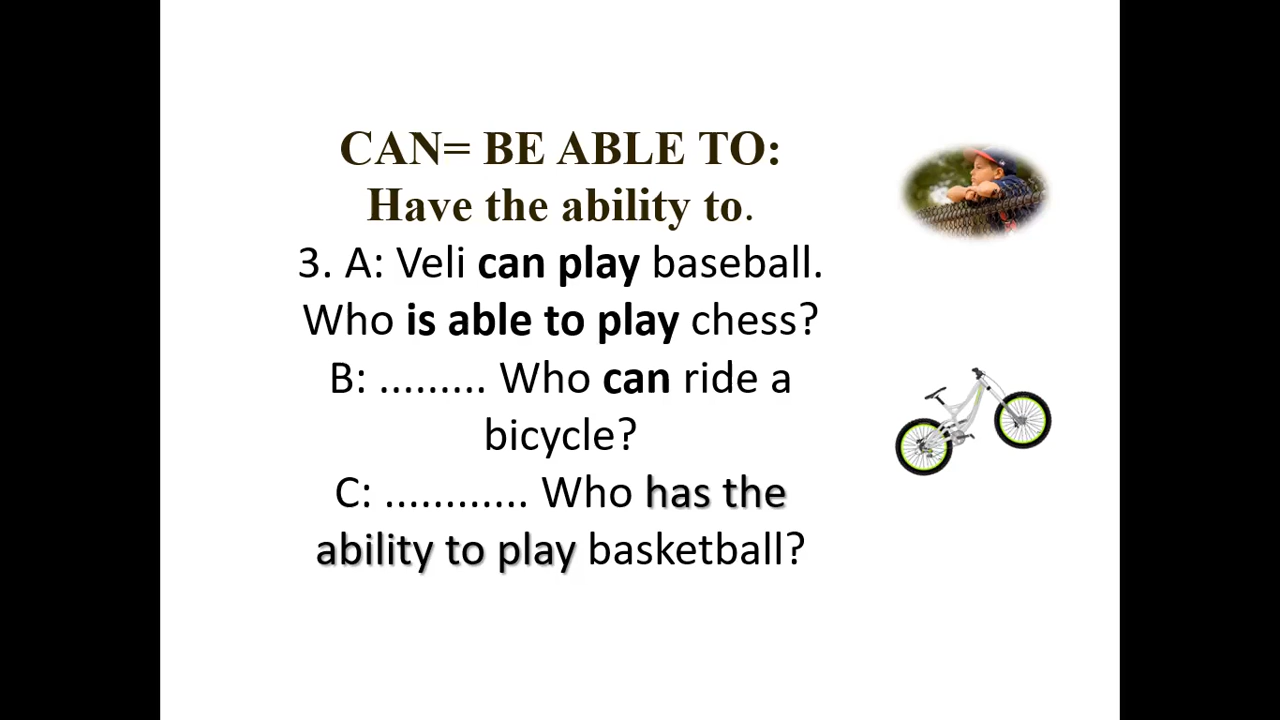 CAN= BE ABLE TO:
Have the ability to.
3. A: Veli can play baseball.
Who is able to play chess?
B: ......... Who can ride a
bicycle?
C: ............ Who has the
ability to play basketball?